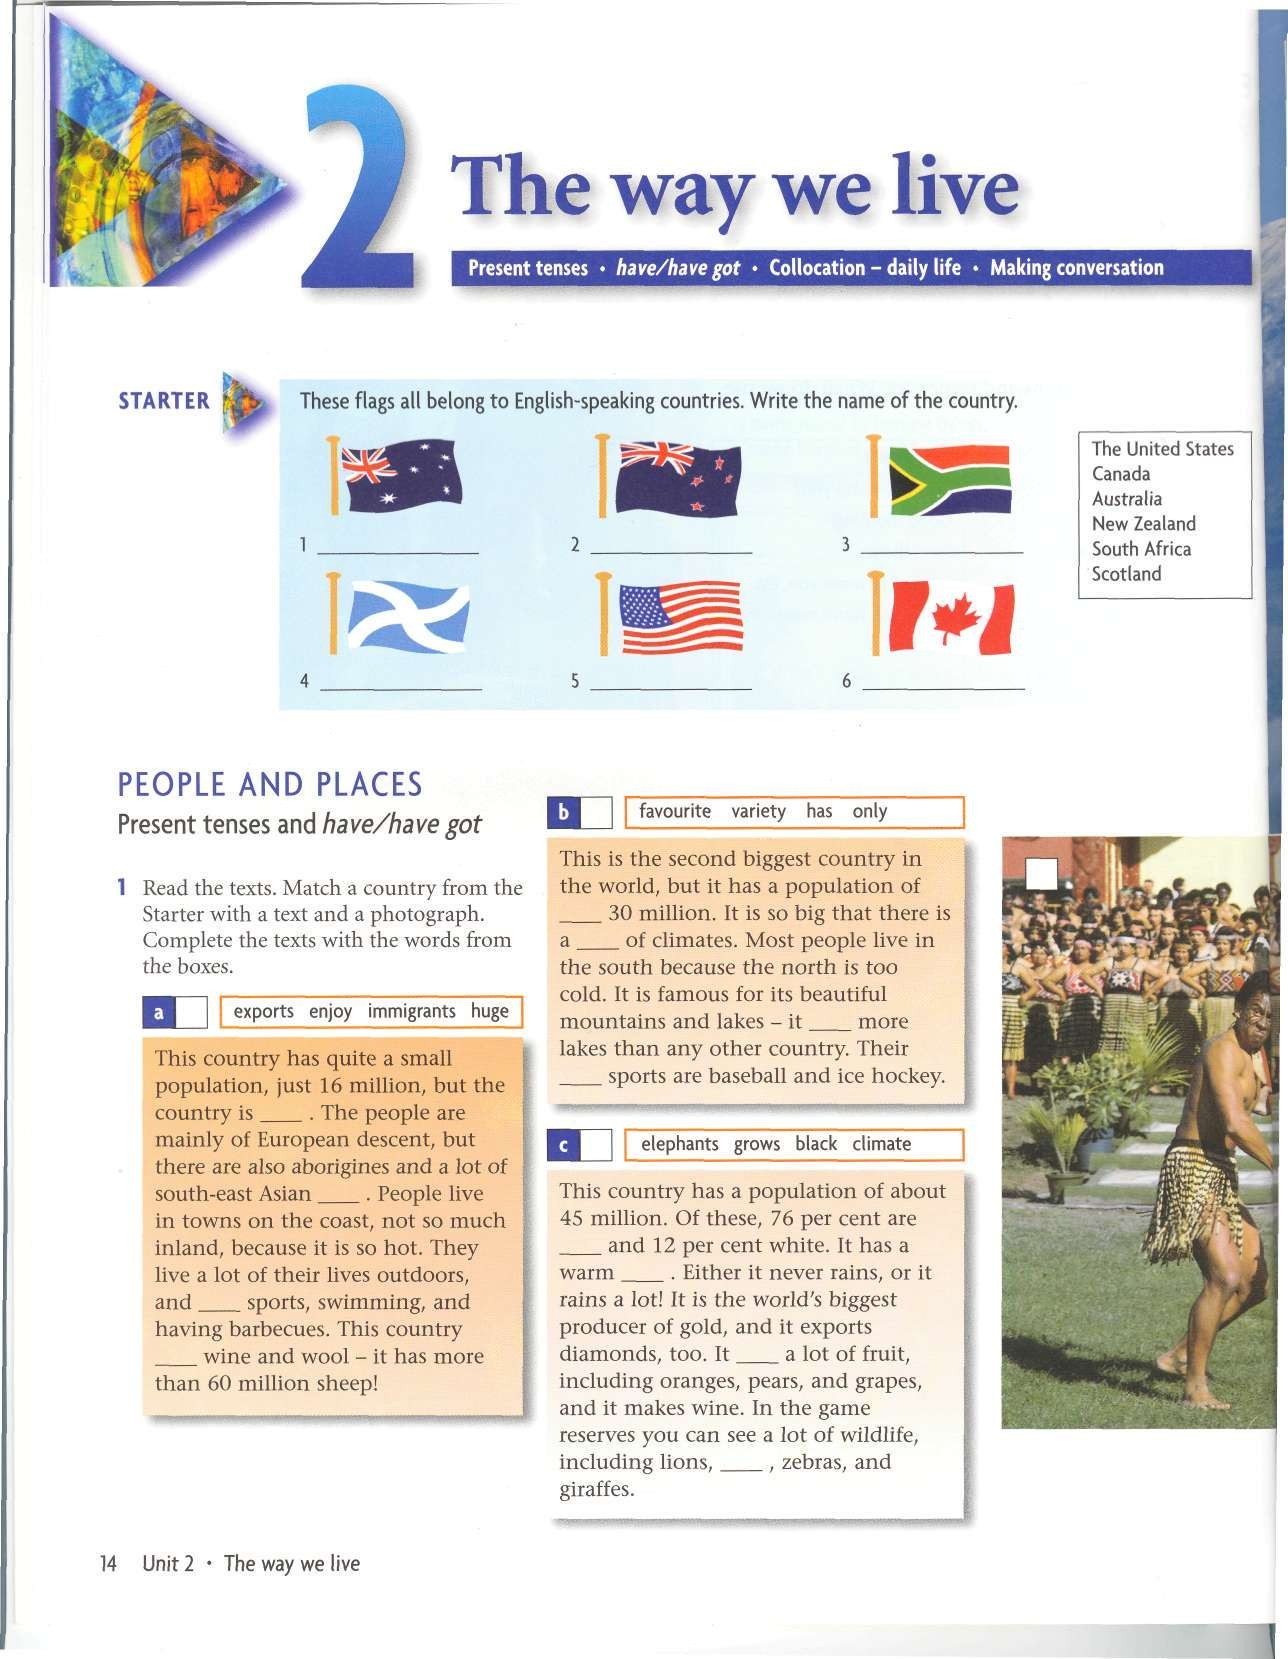 2
The way we live
Present tenses • have/have got • Collocation – daily life • Making conversation
STARTER
These flags all belong to English-speaking countries. Write the name of the country.
1 ____________
2 ____________
3 ____________
4 ____________
5 ____________
6 ____________
The United States
Canada
Australia
New Zealand
South Africa
Scotland
PEOPLE AND PLACES
Present tenses and have/have got
1 Read the texts. Match a country from the
Starter with a text and a photograph.
Complete the texts with the words from
the boxes.
a
exports enjoy immigrants huge
This country has quite a small
population, just 16 million, but the
country is ____ . The people are
mainly of European descent, but
there are also aborigines and a lot of
south-east Asian ____ . People live
in towns on the coast, not so much
inland, because it is so hot. They
live a lot of their lives outdoors,
and ____ sports, swimming, and
having barbecues. This country
____ wine and wool – it has more
than 60 million sheep!
b
favourite variety has only
This is the second biggest country in
the world, but it has a population of
____ 30 million. It is so big that there is
a ____ of climates. Most people live in
the south because the north is too
cold. It is famous for its beautiful
mountains and lakes – it ____ more
lakes than any other country. Their
____ sports are baseball and ice hockey.
c
elephants grows black climate
This country has a population of about
45 million. Of these, 76 per cent are
____ and 12 per cent white. It has a
warm ____ . Either it never rains, or it
rains a lot! It is the world's biggest
producer of gold, and it exports
diamonds, too. It ____ a lot of fruit,
including oranges, pears, and grapes,
and it makes wine. In the game
reserves you can see a lot of wildlife,
including lions, ____ , zebras, and
giraffes.
14 Unit 2 • The way we live